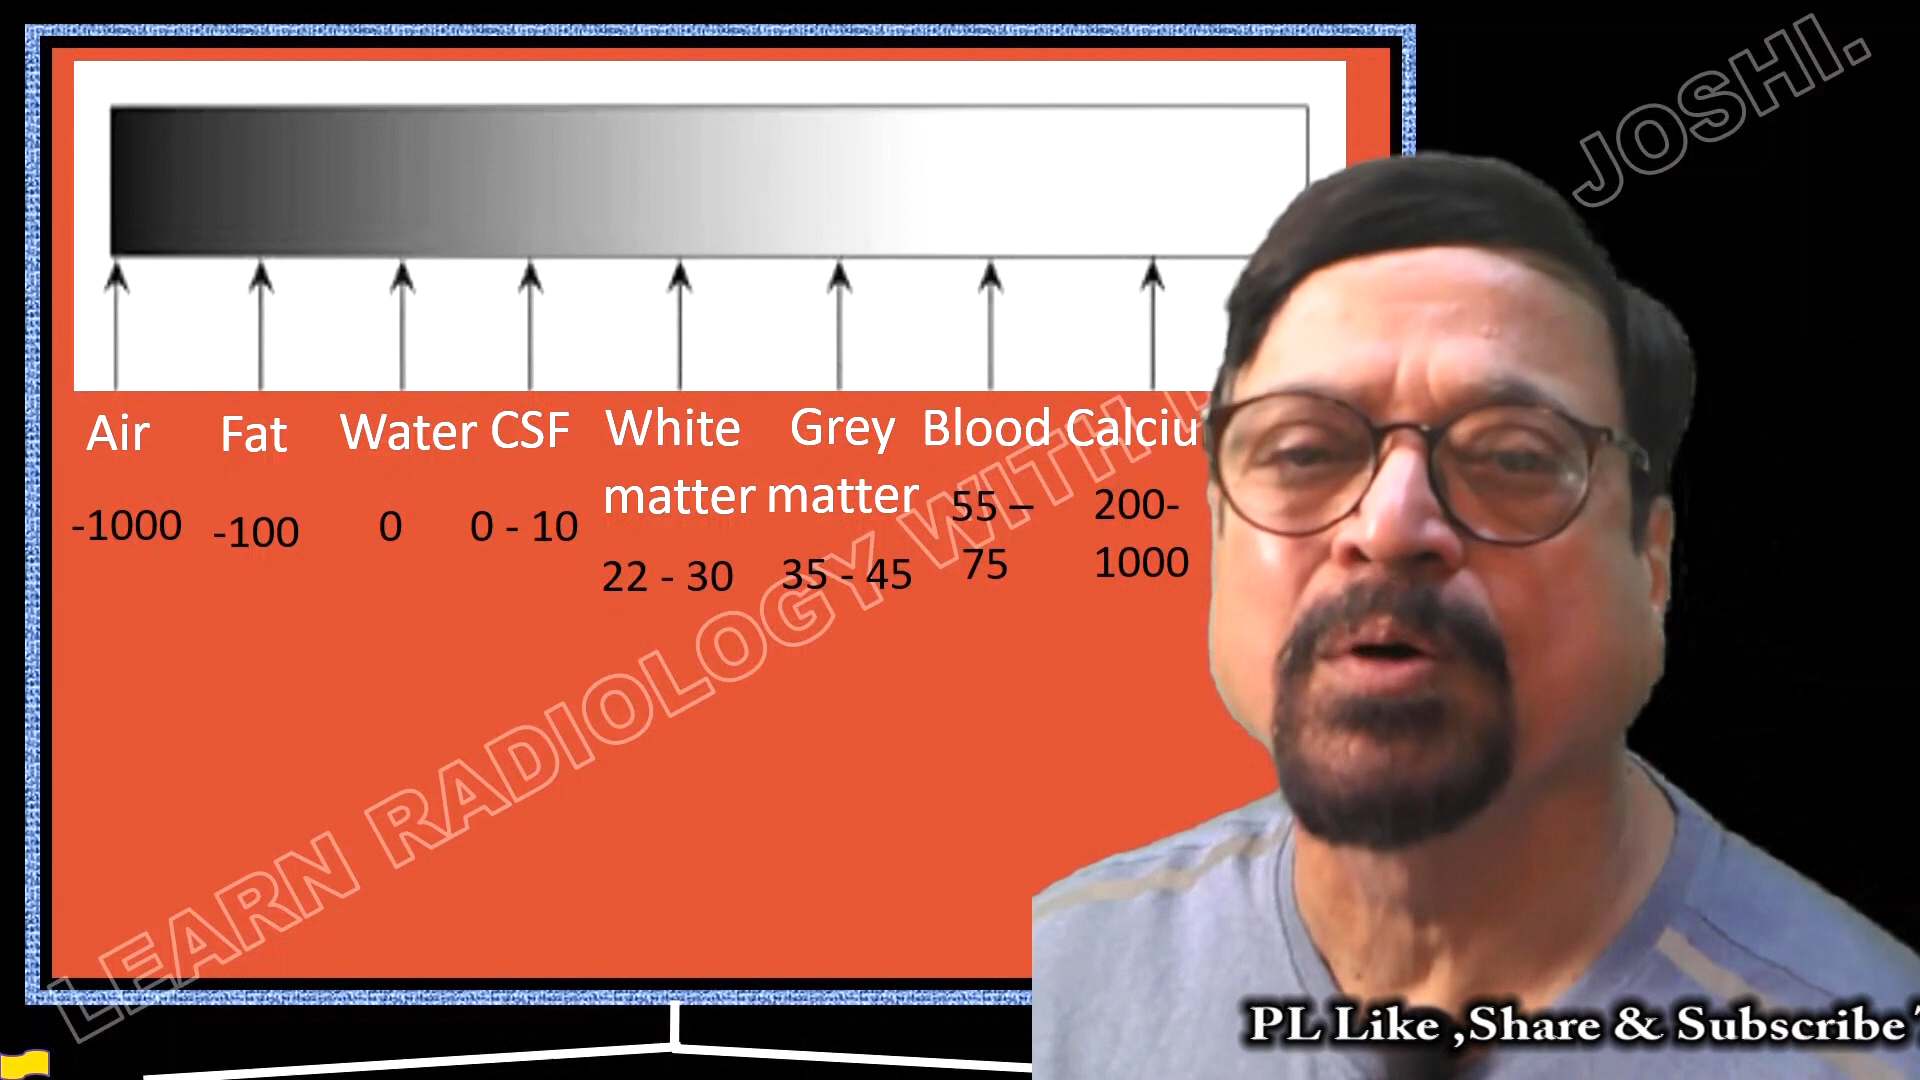 Air Fat Water CSF White matter Grey matter Blood Calciu
-1000 -100 0 0 - 10 22 - 30 35 - 45 55 – 75 200- 1000
LEARN RADIOLOGY WITH
JOSHI.
PL Like ,Share & Subscribe